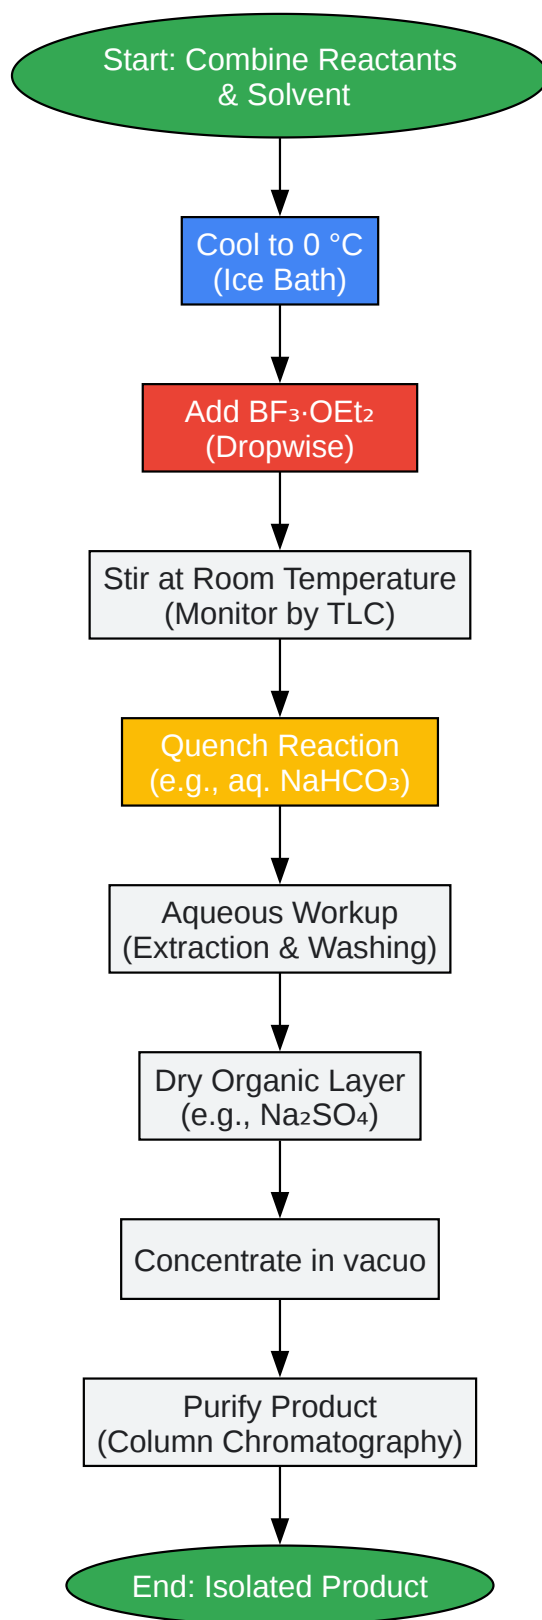 Start: Combine Reactants
& Solvent
Cool to 0 °C
(Ice Bath)
Add BF₃·OEt₂
(Dropwise)
Stir at Room Temperature
(Monitor by TLC)
Quench Reaction
(e.g., aq. NaHCO₃)
Aqueous Workup
(Extraction & Washing)
Dry Organic Layer
(e.g., Na₂SO₄)
Concentrate in vacuo
Purify Product
(Column Chromatography)
End: Isolated Product